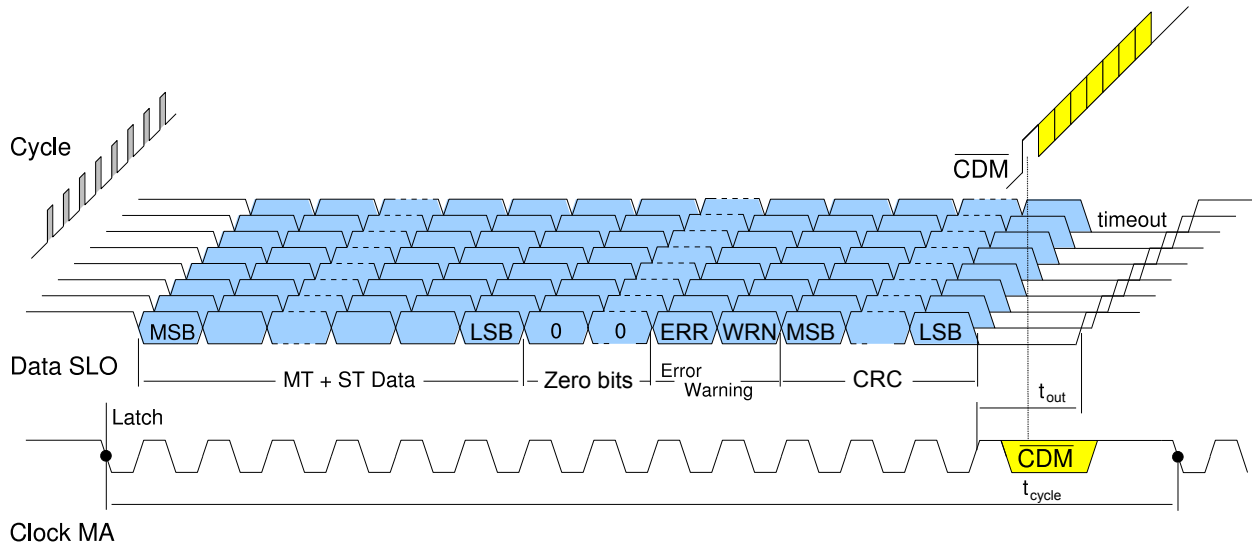 Cycle
CDM
timeout
MSB LSB 0 0 ERR WRN MSB LSB
Data SLO
MT + ST Data
Zero bits
Error
Warning
CRC
tout
Latch
CDM
tcycle
Clock MA